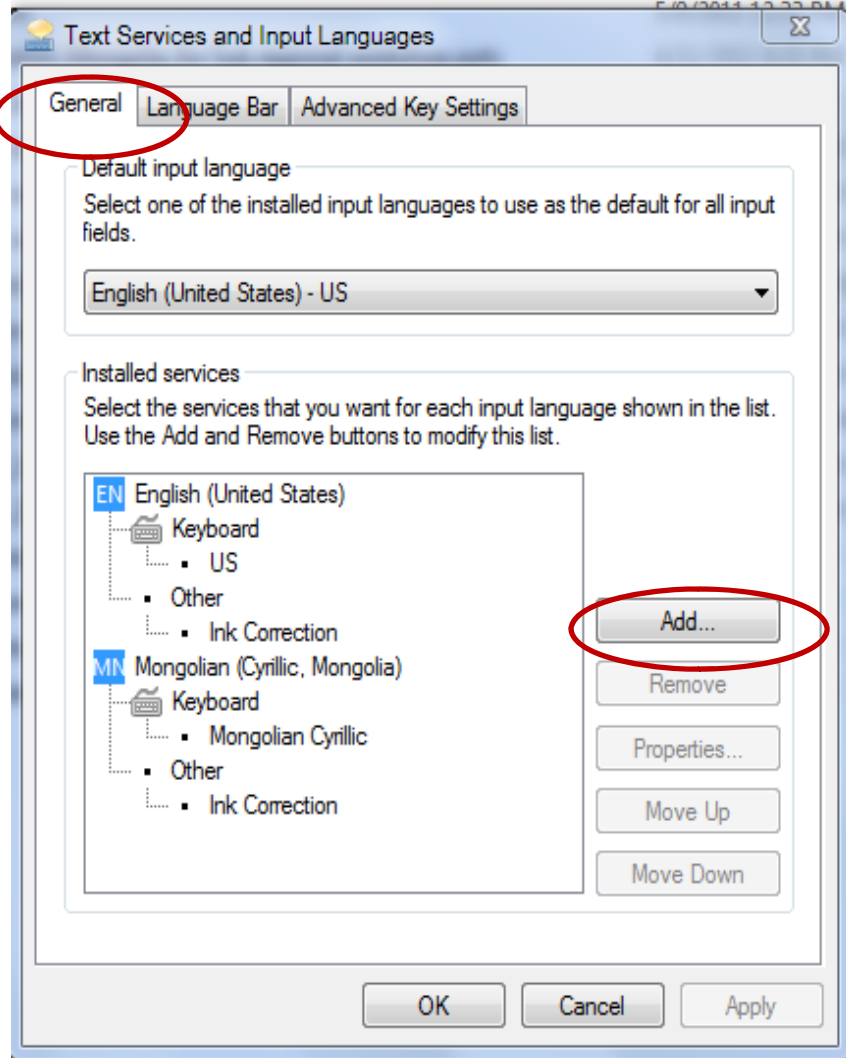 Text Services and Input Languages
General
Language Bar
Advanced Key Settings
Default input language
Select one of the installed input languages to use as the default for all input
fields.
English (United States) - US
Installed services
Select the services that you want for each input language shown in the list.
Use the Add and Remove buttons to modify this list.
EN English (United States)
Keyboard
US
Other
Ink Correction
MN Mongolian (Cyrillic, Mongolia)
Keyboard
Mongolian Cyrillic
Other
Ink Correction
Add...
Remove
Properties...
Move Up
Move Down
OK
Cancel
Apply